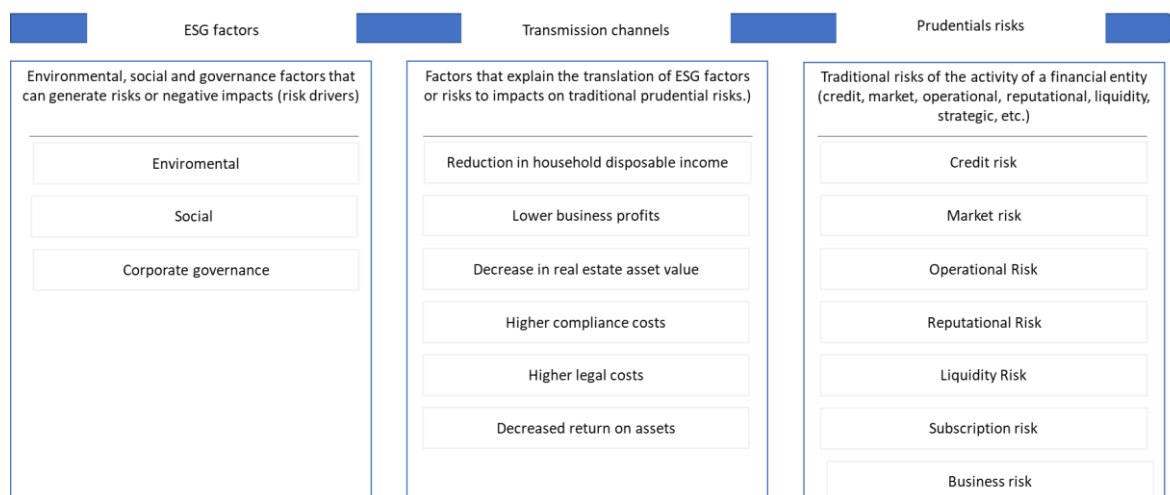 ESG factors
Transmission channels
Prudentials risks
Environmental, social and governance factors that
can generate risks or negative impacts (risk drivers)
Enviromental
Social
Corporate governance
Factors that explain the translation of ESG factors
or risks to impacts on traditional prudential risks.)
Reduction in household disposable income
Lower business profits
Decrease in real estate asset value
Higher compliance costs
Higher legal costs
Decreased return on assets
Traditional risks of the activity of a financial entity
(credit, market, operational, reputational, liquidity,
strategic, etc.)
Credit risk
Market risk
Operational Risk
Reputational Risk
Liquidity Risk
Subscription risk
Business risk